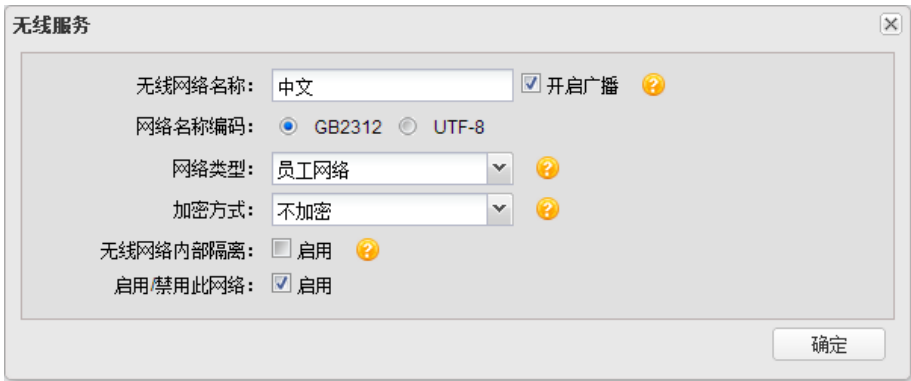 无线服务
无线网络名称： 中文 开启广播
网络名称编码： GB2312 UTF-8
网络类型： 员工网络
加密方式： 不加密
无线网络内部隔离： 启用
启用/禁用此网络： 启用
确定